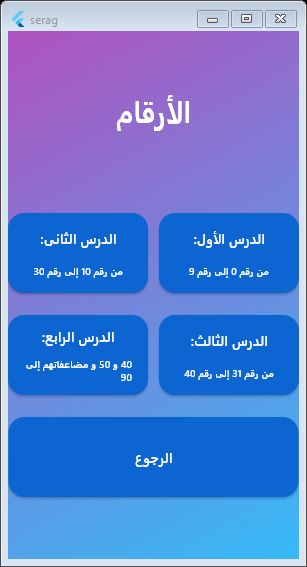 serag
الأرقام
الدرس الأول:
من رقم 0 إلى رقم 9
الدرس الثانى:
من رقم 10 إلى رقم 30
الدرس الثالث:
من رقم 31 إلى رقم 40
الدرس الرابع:
40 و 50 و مضاعفاتهم إلى
90
الرجوع